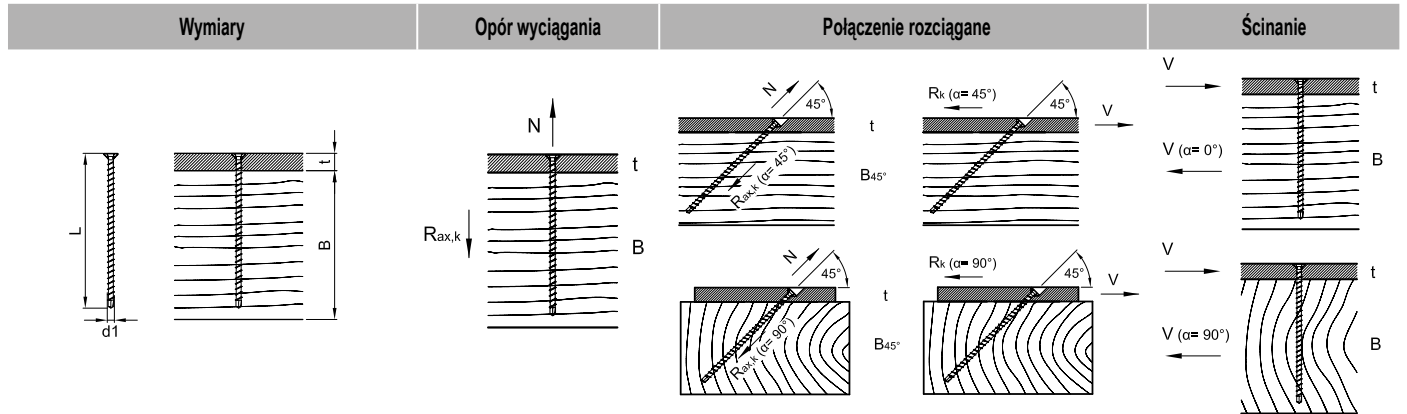 Wymiary
Opór wyciągania
Połączenie rozciągane
Ścinanie
L
d1
t
B
N
Rax,k
t
B
N
45°
Rax,k (α= 45°)
t
B45°
Rk (α= 45°)
45°
V
N
45°
Rax,k (α= 90°)
t
B45°
Rk (α= 90°)
45°
V
V
t
V (α= 0°)
B
V
t
V (α= 90°)
B